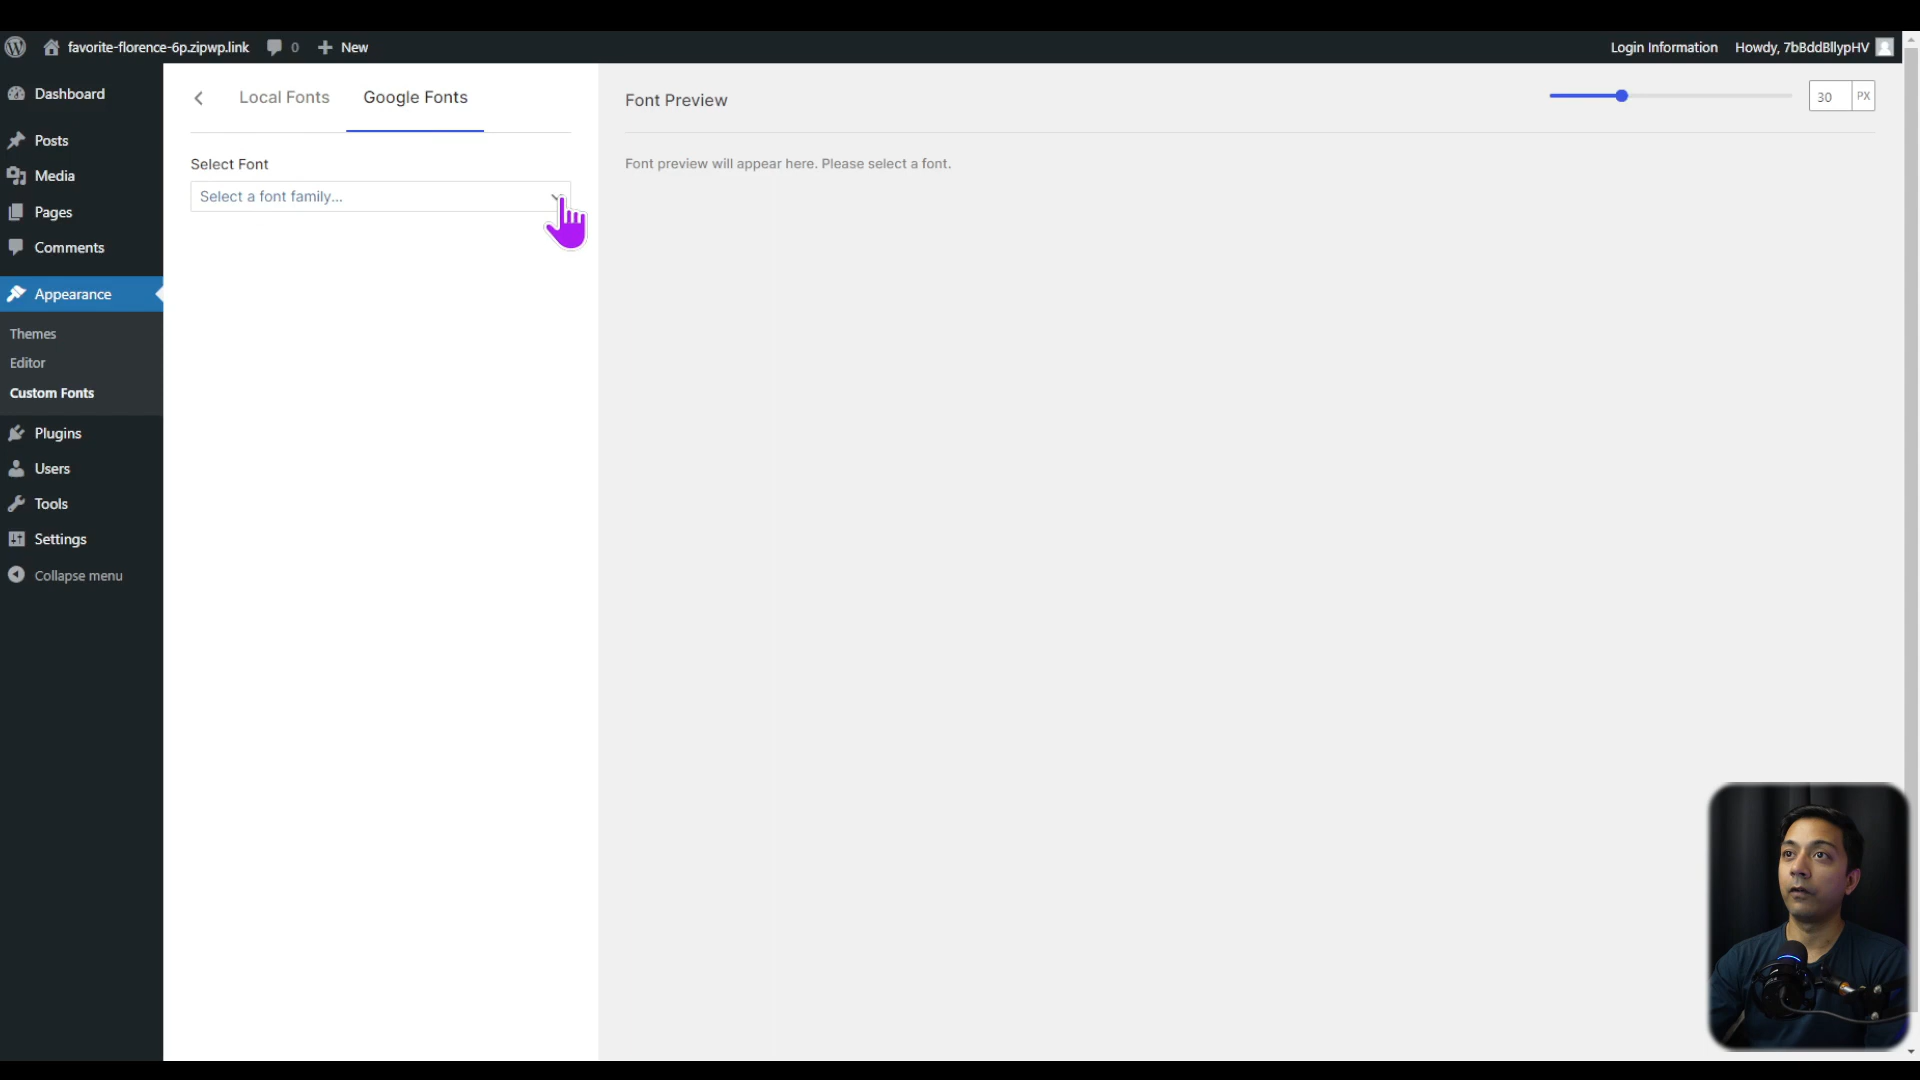 favorite-florence-6p.zipwp.link 0 New
Login Information Howdy, 7bBddBllypHV
Dashboard
Posts
Media
Pages
Comments
Appearance
Themes
Editor
Custom Fonts
Plugins
Users
Tools
Settings
Collapse menu
Local Fonts Google Fonts
Select Font
Select a font family...
Font Preview
30 PX
Font preview will appear here. Please select a font.